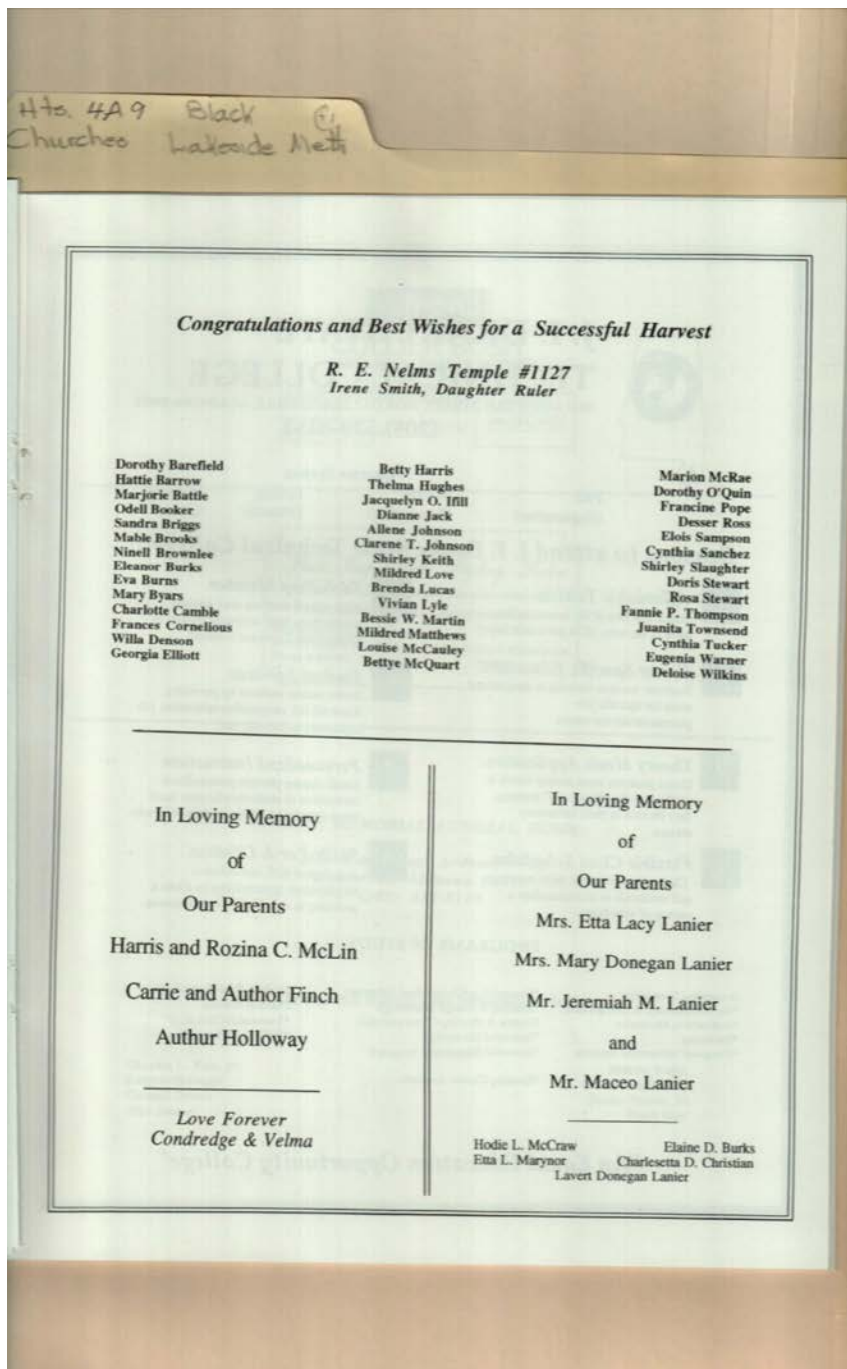 Hts. 4A9 Black
Churches Lakeside Meth
Congratulations and Best Wishes for a Successful Harvest
R. E. Nelms Temple #1127
Irene Smith, Daughter Ruler
Dorothy Barefield
Hattie Barrow
Marjorie Battle
Odell Booker
Sandra Briggs
Mable Brooks
Ninell Brownlee
Eleanor Burks
Eva Burns
Mary Byars
Charlotte Camble
Frances Cornelious
Willa Denson
Georgia Elliott
Betty Harris
Thelma Hughes
Jacquelyn O. Ifill
Dianne Jack
Allene Johnson
Clarene T. Johnson
Shirley Keith
Mildred Love
Brenda Lucas
Vivian Lyle
Bessie W. Martin
Mildred Matthews
Louise McCauley
Bettye McQuart
Marion McRae
Dorothy O'Quin
Francine Pope
Desser Ross
Elois Sampson
Cynthia Sanchez
Shirley Slaughter
Doris Stewart
Rosa Stewart
Fannie P. Thompson
Juanita Townsend
Cynthia Tucker
Eugenia Warner
Deloise Wilkins
In Loving Memory
of
Our Parents
Harris and Rozina C. McLin
Carrie and Author Finch
Authur Holloway
Love Forever
Condredge & Velma
In Loving Memory
of
Our Parents
Mrs. Etta Lacy Lanier
Mrs. Mary Donegan Lanier
Mr. Jeremiah M. Lanier
and
Mr. Maceo Lanier
Hodie L. McCraw Elaine D. Burks
Etta L. Marynor Charlesetta D. Christian
Lavert Donegan Lanier